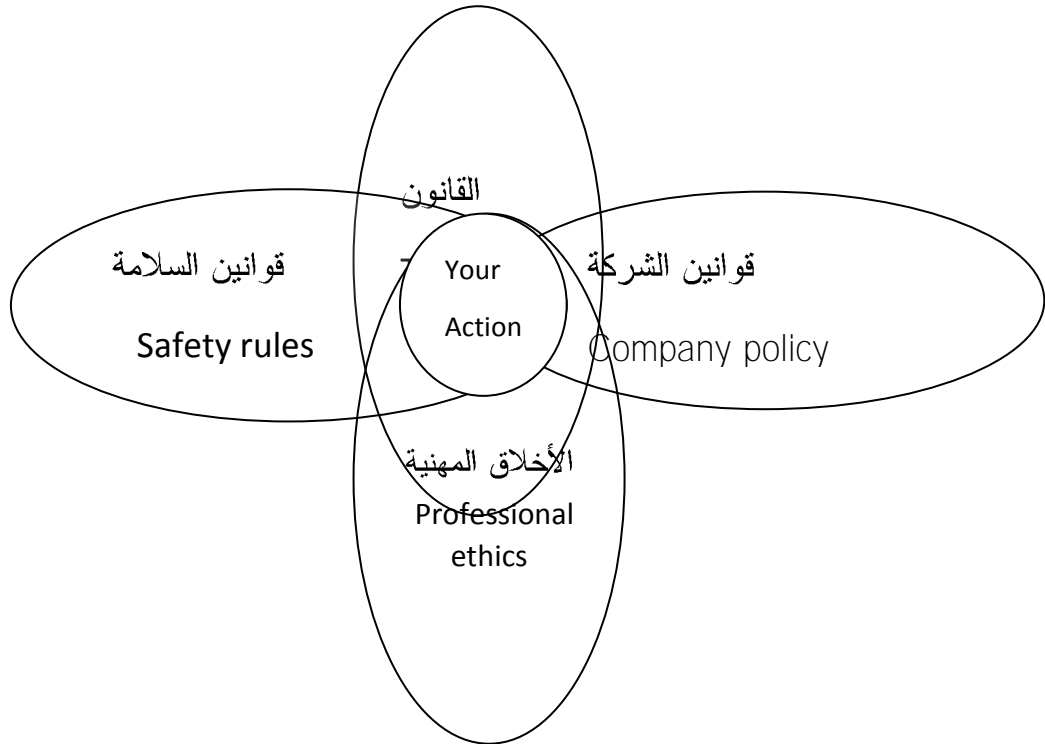 القانون
قوانين السلامة
Safety rules
Your
Action
قوانين الشركة
Company policy
الأخلاق المهنية
Professional
ethics